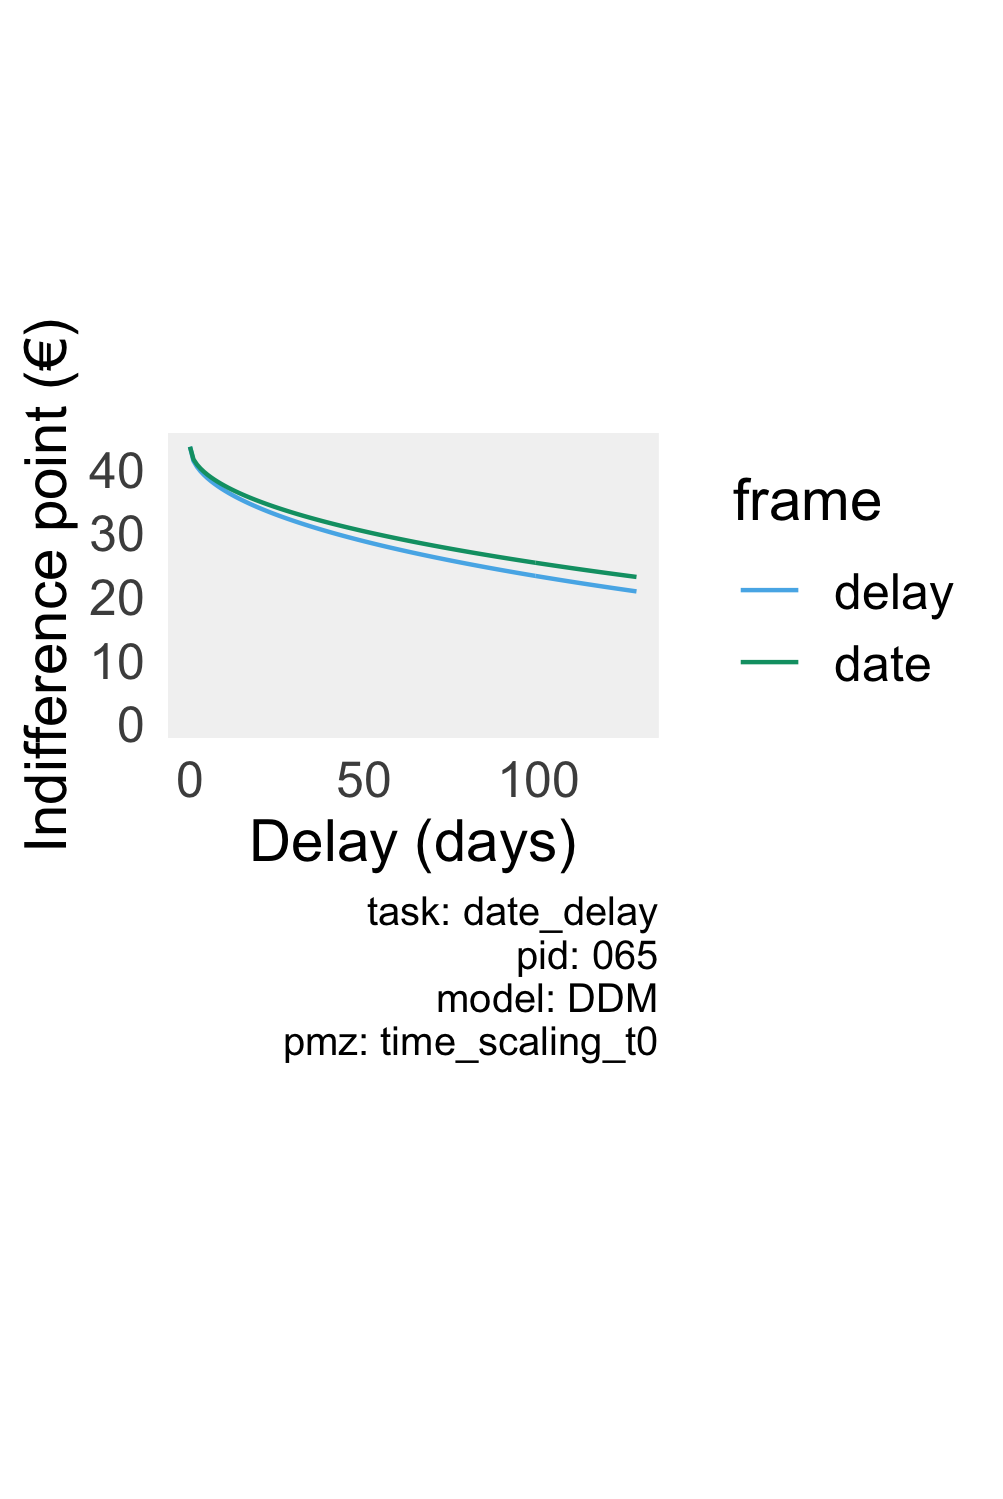 Indifference point (€)
40
30
20
10
0
0 50 100
Delay (days)
frame
delay
date
task: date_delay
pid: 065
model: DDM
pmz: time_scaling_t0